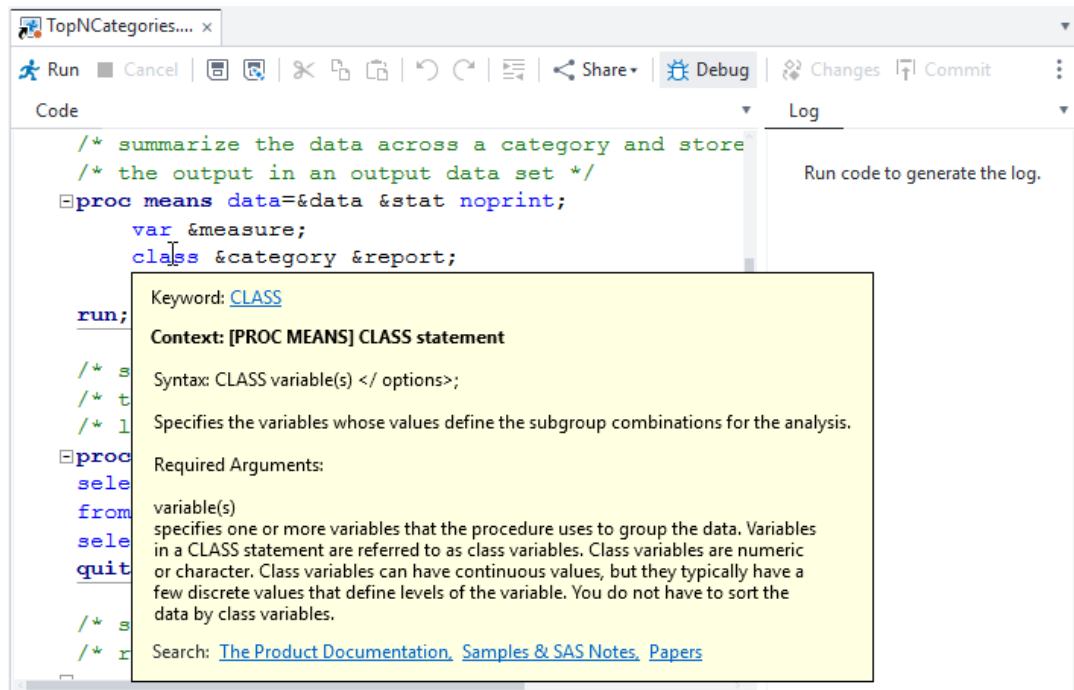 TopNCategories.... ×
Run Cancel Share Debug Changes Commit
Code
Log
/* summarize the data across a category and store
/* the output in an output data set */
proc means data=&data &stat noprint;
var &measure;
class &category &report;
run;
/* s
/* t
/* l
proc
sele
from
sele
quit
/* s
/* r
Run code to generate the log.
Keyword: CLASS
Context: [PROC MEANS] CLASS statement
Syntax: CLASS variable(s) </ options>;
Specifies the variables whose values define the subgroup combinations for the analysis.
Required Arguments:
variable(s)
specifies one or more variables that the procedure uses to group the data. Variables
in a CLASS statement are referred to as class variables. Class variables are numeric
or character. Class variables can have continuous values, but they typically have a
few discrete values that define levels of the variable. You do not have to sort the
data by class variables.
Search: The Product Documentation, Samples & SAS Notes, Papers